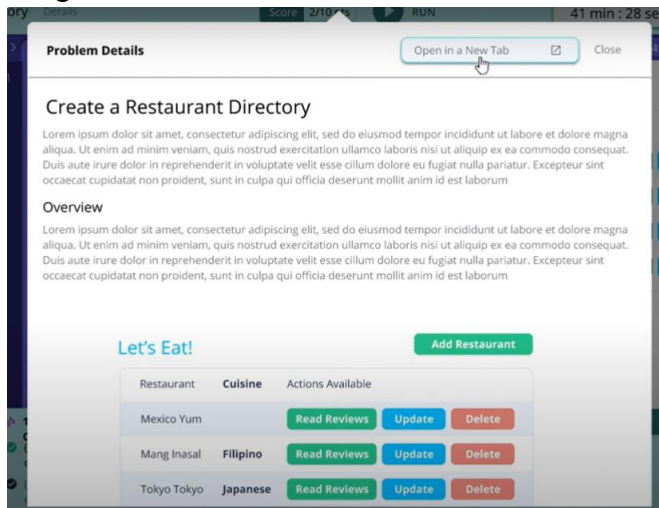 ory Details Score 2/10 pts RUN 41 min : 28 se
Problem Details Open in a New Tab Close
Create a Restaurant Directory
Lorem ipsum dolor sit amet, consectetur adipiscing elit, sed do eiusmod tempor incididunt ut labore et dolore magna
aliqua. Ut enim ad minim veniam, quis nostrud exercitation ullamco laboris nisi ut aliquip ex ea commodo consequat.
Duis aute irure dolor in reprehenderit in voluptate velit esse cillum dolore eu fugiat nulla pariatur. Excepteur sint
occaecat cupidatat non proident, sunt in culpa qui officia deserunt mollit anim id est laborum
Overview
Lorem ipsum dolor sit amet, consectetur adipiscing elit, sed do eiusmod tempor incididunt ut labore et dolore magna
aliqua. Ut enim ad minim veniam, quis nostrud exercitation ullamco laboris nisi ut aliquip ex ea commodo consequat.
Duis aute irure dolor in reprehenderit in voluptate velit esse cillum dolore eu fugiat nulla pariatur. Excepteur sint
occaecat cupidatat non proident, sunt in culpa qui officia deserunt mollit anim id est laborum
Let's Eat! Add Restaurant
Restaurant Cuisine Actions Available
Mexico Yum Read Reviews Update Delete
Mang Inasal Filipino Read Reviews Update Delete
Tokyo Tokyo Japanese Read Reviews Update Delete